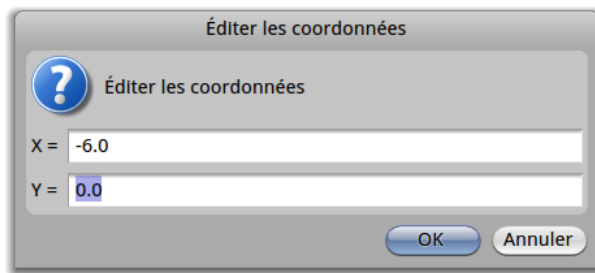 Éditer les coordonnées
?
Éditer les coordonnées
X = -6.0
Y = 0.0
OK Annuler